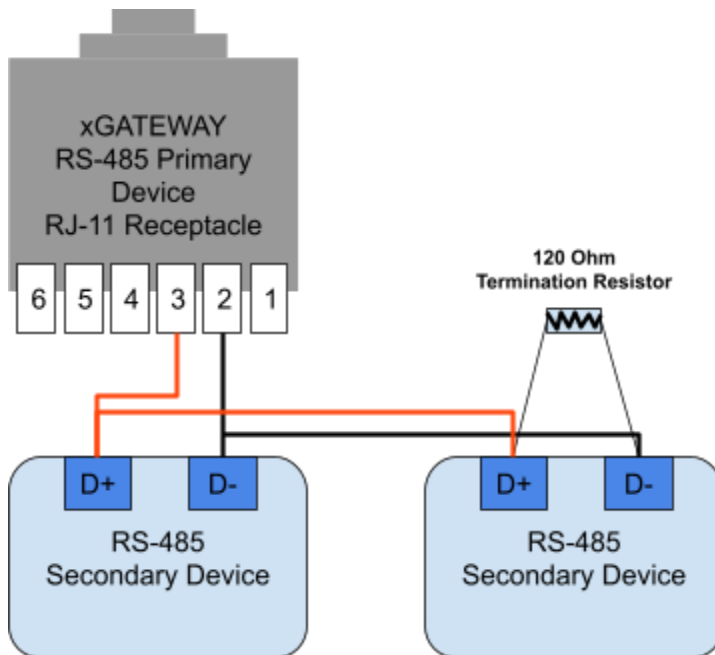 xGATEWAY
RS-485 Primary
Device
RJ-11 Receptacle
6 5 4 3 2 1
120 Ohm
Termination Resistor
D+ D-
RS-485
Secondary Device
D+ D-
RS-485
Secondary Device